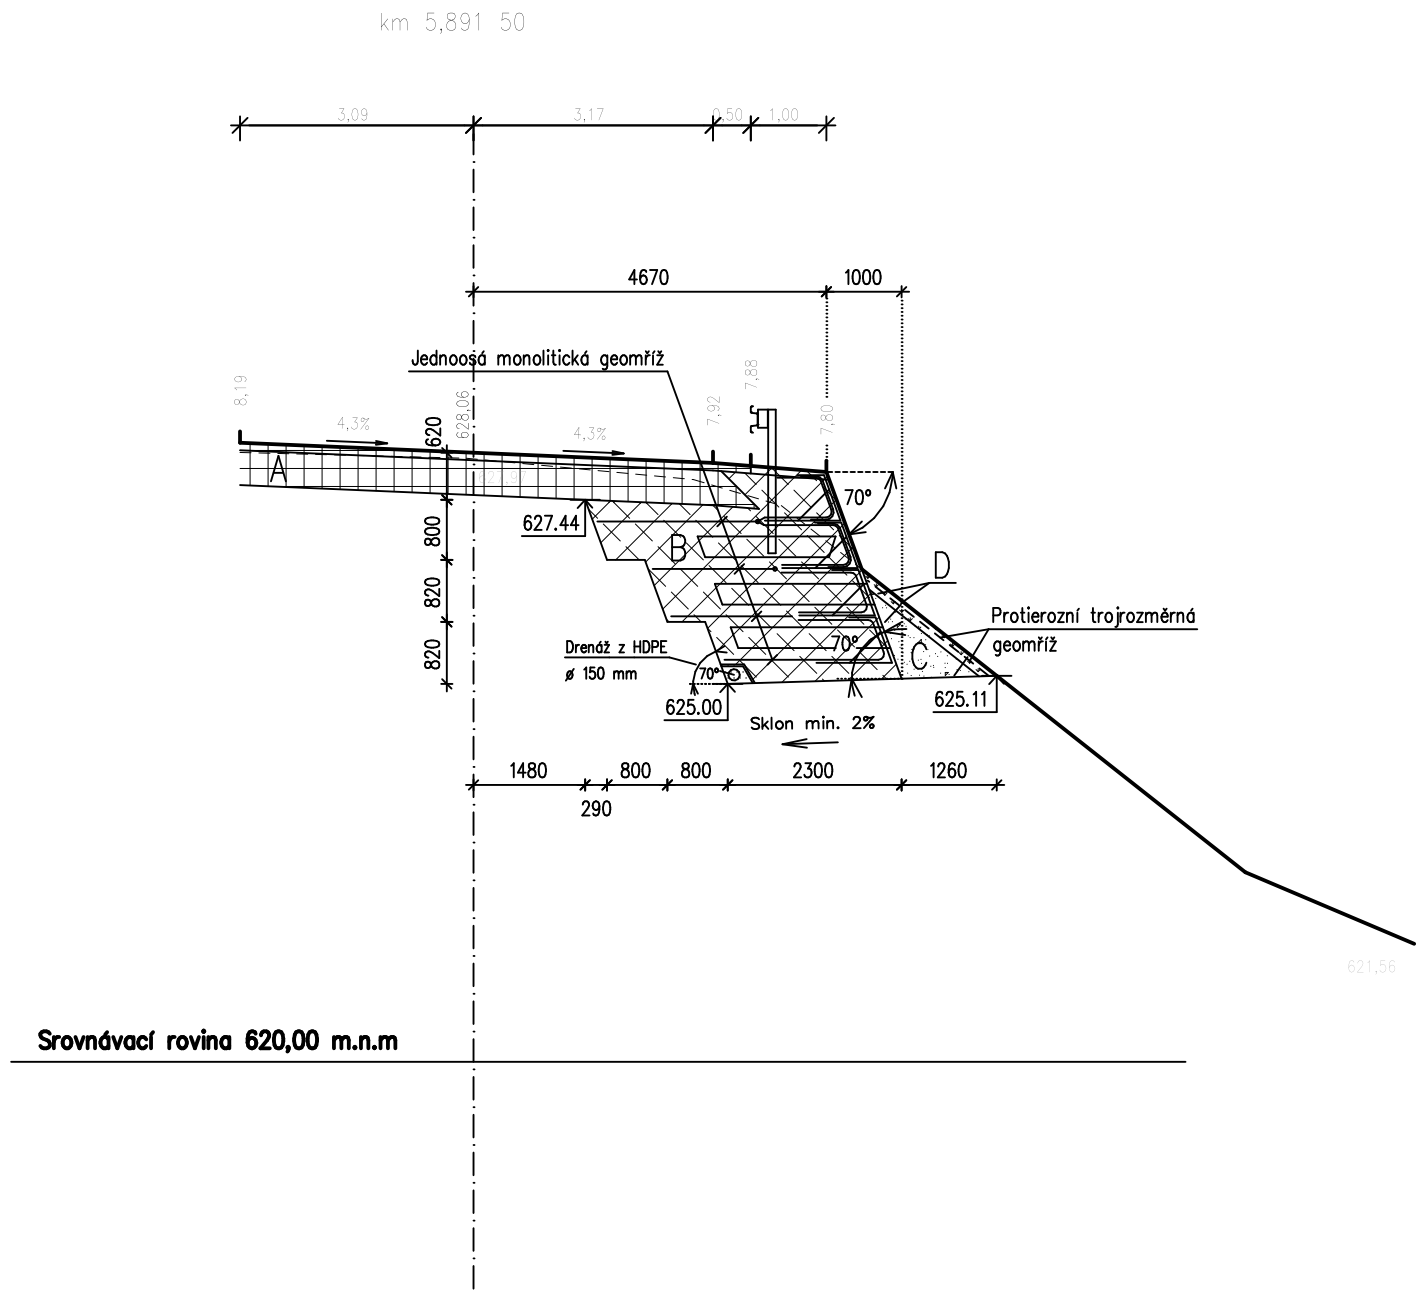 km 5,891 50
3,09
3,17
0,50
1,00
4670
1000
Jednoosá monolitická geomříž
8,19
4,3%
628,06
620
4,3%
7,92
7,88
7,80
A
627,97
70°
627.44
800
B
D
820
Protierozní trojrozměrná
geomříž
Drenáž z HDPE
ø 150 mm
820
70°
70°
C
625.00
625.11
Sklon min. 2%
1480
290
800
800
2300
1260
621,56
Srovnávací rovina 620,00 m.n.m